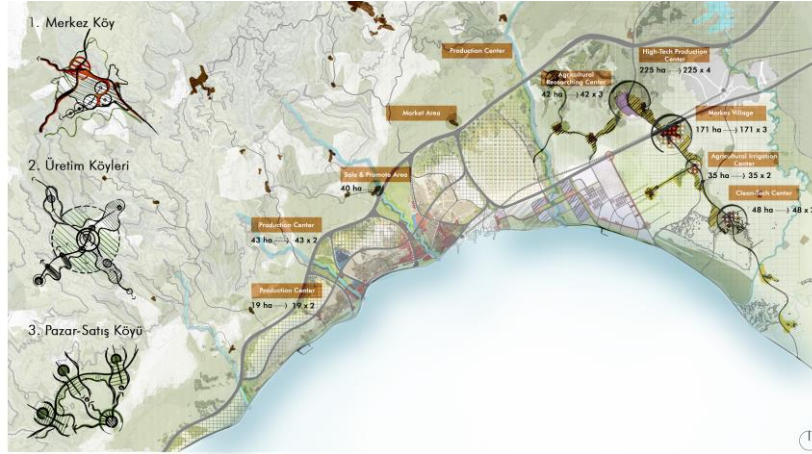 1. Merkez Köy
2. Üretim Köyleri
3. Pazar-Satış Köyü
Production Center
High-Tech Production
Center
225 ha → 225 x 4
Agricultural
Researching Center
42 ha → 42 x 3
Market Area
Merkez Village
171 ha → 171 x 3
Agricultural Irrigation
Center
35 ha → 35 x 2
Sale & Promote Area
40 ha
Clean-Tech Center
48 ha → 48 x
Production Center
43 ha → 43 x 2
Production Center
19 ha → 19 x 2